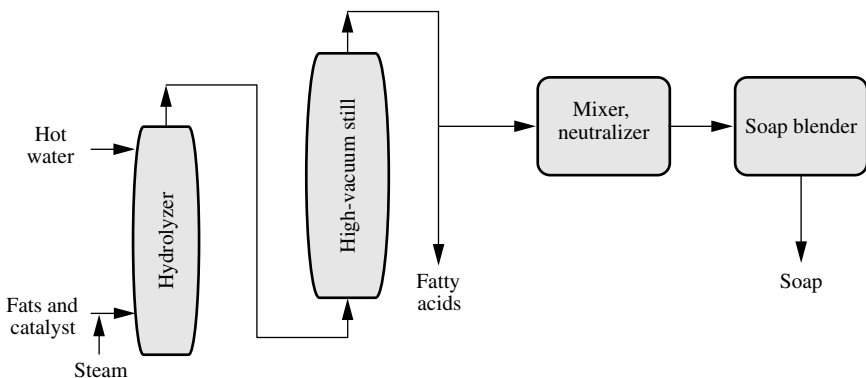 Hot
water
Fats and
catalyst
Steam
Hydrolyzer
High-vacuum still
Fatty
acids
Mixer,
neutralizer
Soap blender
Soap